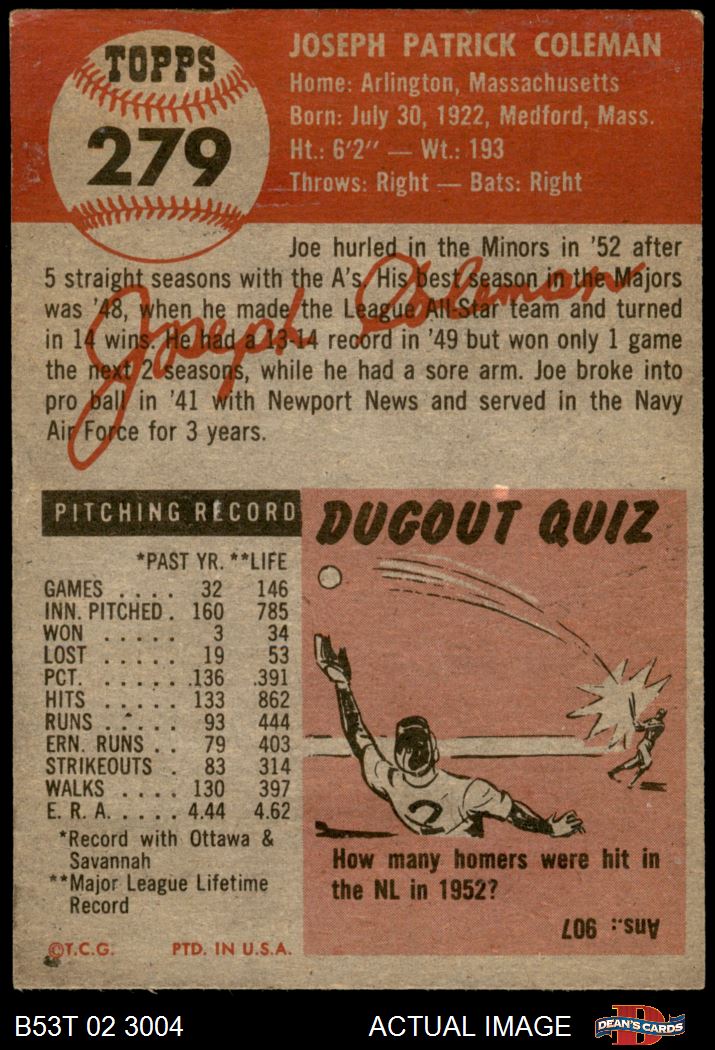 TOPPS
279
JOSEPH PATRICK COLEMAN
Home: Arlington, Massachusetts
Born: July 30, 1922, Medford, Mass.
Ht.: 6'2" — Wt.: 193
Throws: Right — Bats: Right
Joe hurled in the Minors in '52 after
5 straight seasons with the A's. His best season in the Majors
was '48, when he made the League All-Star team and turned
in 14 wins. He had a 13-14 record in '49 but won only 1 game
the next 2 seasons, while he had a sore arm. Joe broke into
pro ball in '41 with Newport News and served in the Navy
Air Force for 3 years.
Joseph Coleman
PITCHING RECORD
*PAST YR. **LIFE
GAMES . . . . 32 146
INN. PITCHED . 160 785
WON . . . . . 3 34
LOST . . . . . 19 53
PCT. . . . . . .136 .391
HITS . . . . . 133 862
RUNS . . . . . 93 444
ERN. RUNS . . 79 403
STRIKEOUTS . 83 314
WALKS . . . . 130 397
E. R. A. . . . . 4.44 4.62
*Record with Ottawa &
Savannah
**Major League Lifetime
Record
©T.C.G. PTD. IN U.S.A.
DUGOUT QUIZ
2
How many homers were hit in
the NL in 1952?
Ans.: 907
B53T 02 3004 ACTUAL IMAGE
D
DEAN'S CARDS